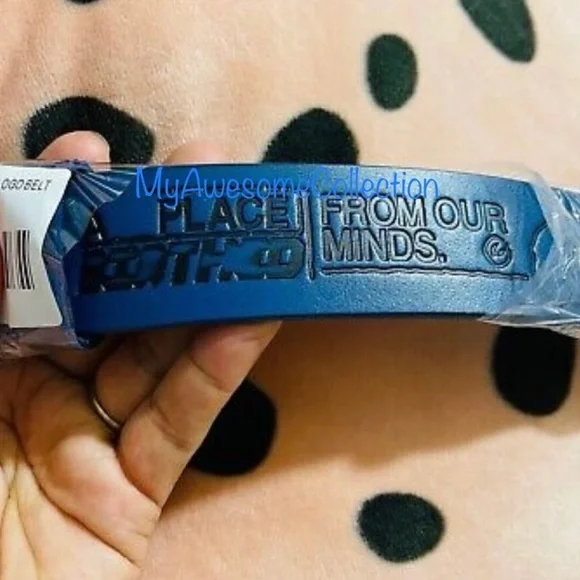 OGO BELT
MyAwesomeCollection
PLACE
FROM OUR
MINDS.